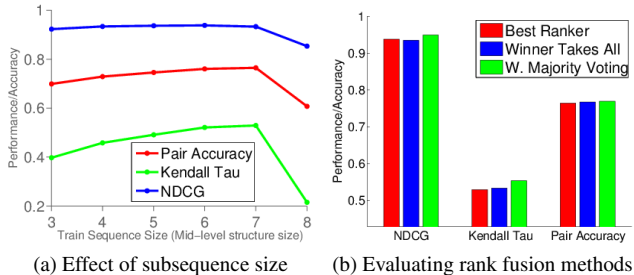 Performance/Accuracy
1
0.8
0.6
0.4
0.2
3 4 5 6 7 8
Train Sequence Size (Mid-level structure size)
Pair Accuracy
Kendall Tau
NDCG
(a) Effect of subsequence size
Performance/Accuracy
1
0.9
0.8
0.7
0.6
0.5
Best Ranker
Winner Takes All
W. Majority Voting
NDCG Kendall Tau Pair Accuracy
(b) Evaluating rank fusion methods